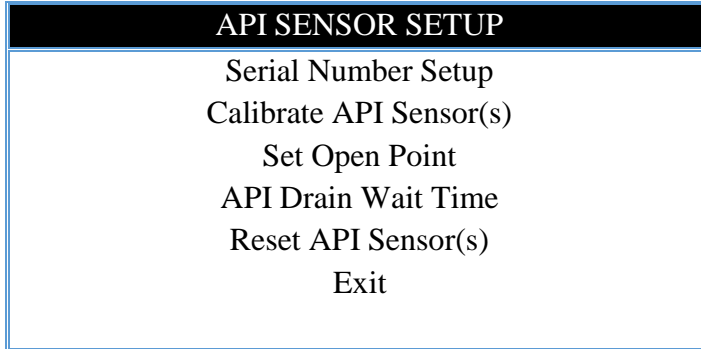 API SENSOR SETUP
Serial Number Setup
Calibrate API Sensor(s)
Set Open Point
API Drain Wait Time
Reset API Sensor(s)
Exit